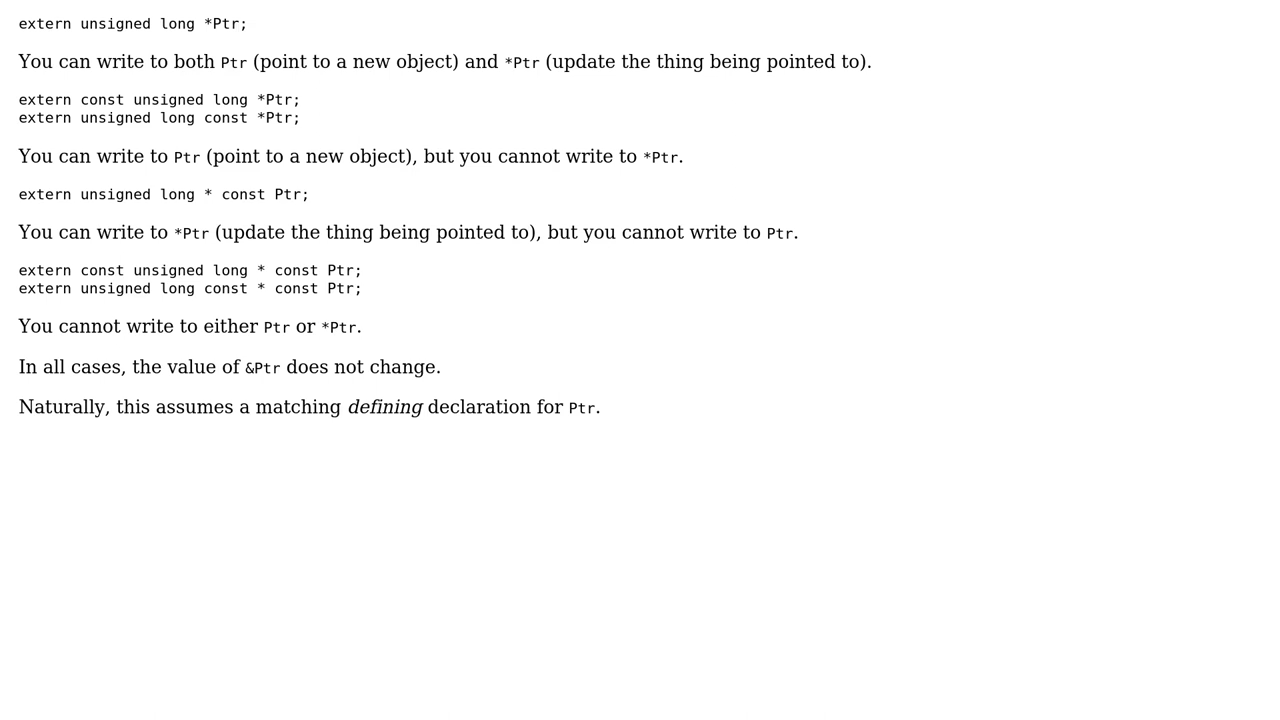 extern unsigned long *Ptr;
You can write to both Ptr (point to a new object) and *Ptr (update the thing being pointed to).
extern const unsigned long *Ptr;
extern unsigned long const *Ptr;
You can write to Ptr (point to a new object), but you cannot write to *Ptr.
extern unsigned long * const Ptr;
You can write to *Ptr (update the thing being pointed to), but you cannot write to Ptr.
extern const unsigned long * const Ptr;
extern unsigned long const * const Ptr;
You cannot write to either Ptr or *Ptr.
In all cases, the value of &Ptr does not change.
Naturally, this assumes a matching defining declaration for Ptr.